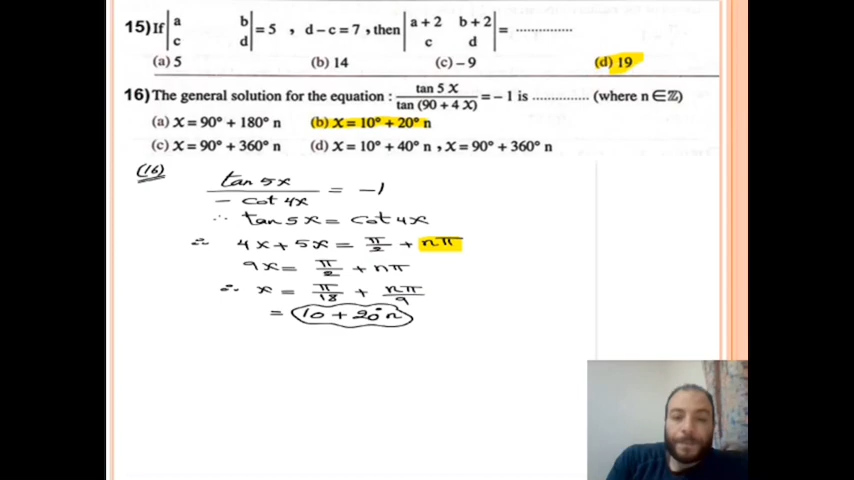 15) If | a b c d | = 5 , d – c = 7 , then | a + 2 b + 2 c d | = ...............
(a) 5 (b) 14 (c) – 9 (d) 19
16) The general solution for the equation : tan 5 X / tan (90 + 4 X) = – 1 is .............. (where n ∈ ℤ)
(a) X = 90° + 180° n (b) X = 10° + 20° n
(c) X = 90° + 360° n (d) X = 10° + 40° n , X = 90° + 360° n
(16)
tan 5x / – cot 4x = –1
∴ tan 5x = cot 4x
∴ 4x + 5x = π/2 + nπ
9x = π/2 + nπ
∴ x = π/18 + nπ/9
= 10 + 20° n